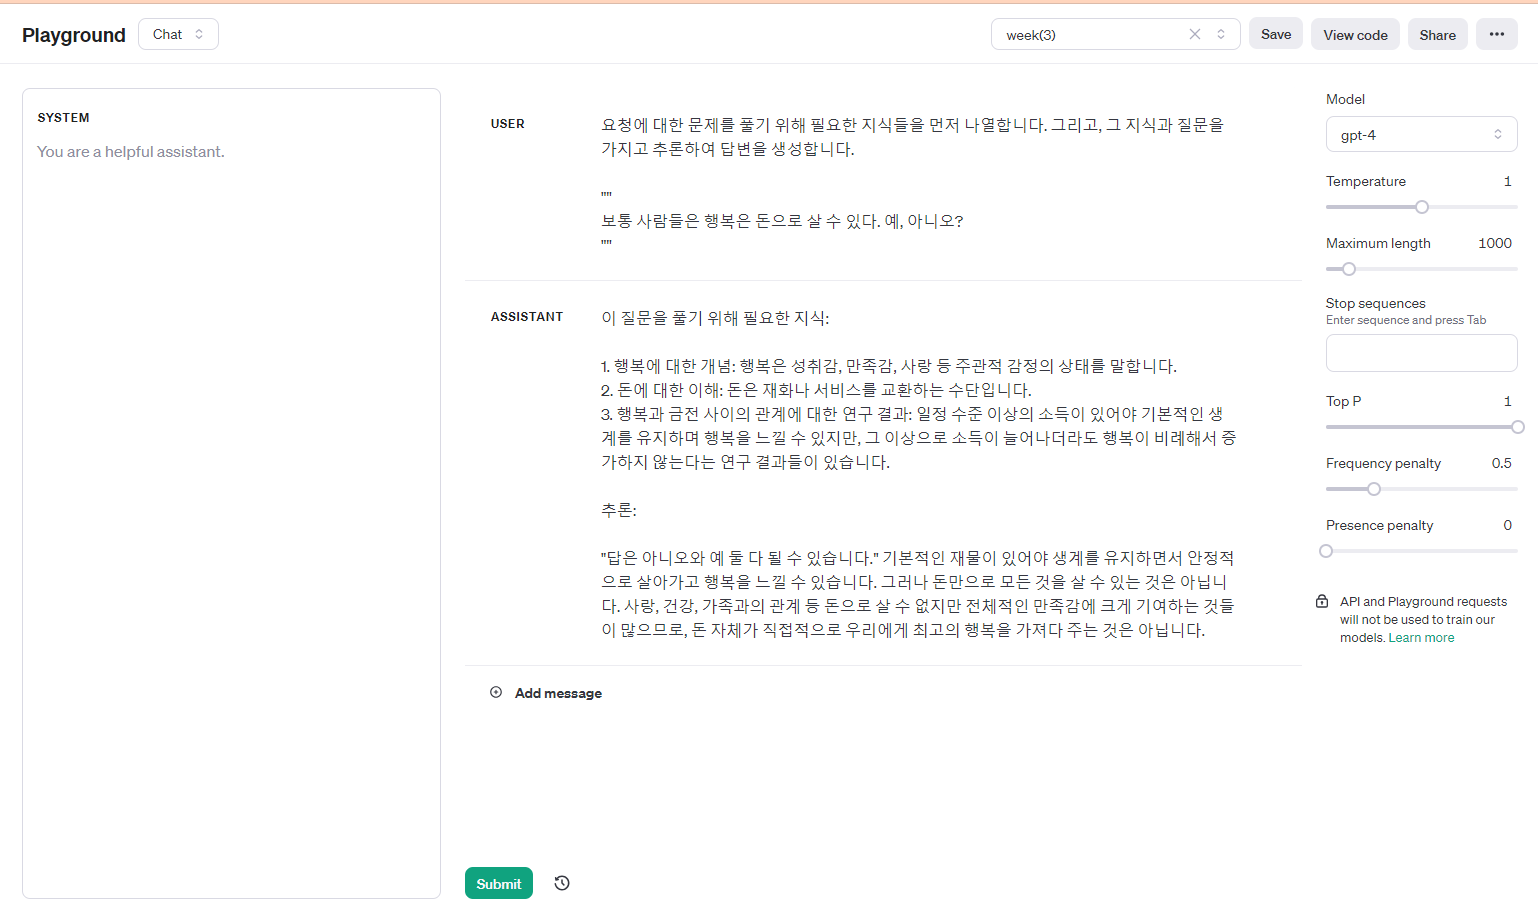 Playground
Chat
week(3)
Save
View code
Share
SYSTEM
You are a helpful assistant.
USER
요청에 대한 문제를 풀기 위해 필요한 지식들을 먼저 나열합니다. 그리고, 그 지식과 질문을
가지고 추론하여 답변을 생성합니다.
""
보통 사람들은 행복은 돈으로 살 수 있다. 예, 아니오?
""
ASSISTANT
이 질문을 풀기 위해 필요한 지식:
1. 행복에 대한 개념: 행복은 성취감, 만족감, 사랑 등 주관적 감정의 상태를 말합니다.
2. 돈에 대한 이해: 돈은 재화나 서비스를 교환하는 수단입니다.
3. 행복과 금전 사이의 관계에 대한 연구 결과: 일정 수준 이상의 소득이 있어야 기본적인 생
계를 유지하며 행복을 느낄 수 있지만, 그 이상으로 소득이 늘어나더라도 행복이 비례해서 증
가하지 않는다는 연구 결과들이 있습니다.
추론:
"답은 아니오와 예 둘 다 될 수 있습니다." 기본적인 재물이 있어야 생계를 유지하면서 안정적
으로 살아가고 행복을 느낄 수 있습니다. 그러나 돈만으로 모든 것을 살 수 있는 것은 아닙니
다. 사랑, 건강, 가족과의 관계 등 돈으로 살 수 없지만 전체적인 만족감에 크게 기여하는 것들
이 많으므로, 돈 자체가 직접적으로 우리에게 최고의 행복을 가져다 주는 것은 아닙니다.
Add message
Submit
Model
gpt-4
Temperature 1
Maximum length 1000
Stop sequences
Enter sequence and press Tab
Top P 1
Frequency penalty 0.5
Presence penalty 0
API and Playground requests
will not be used to train our
models. Learn more